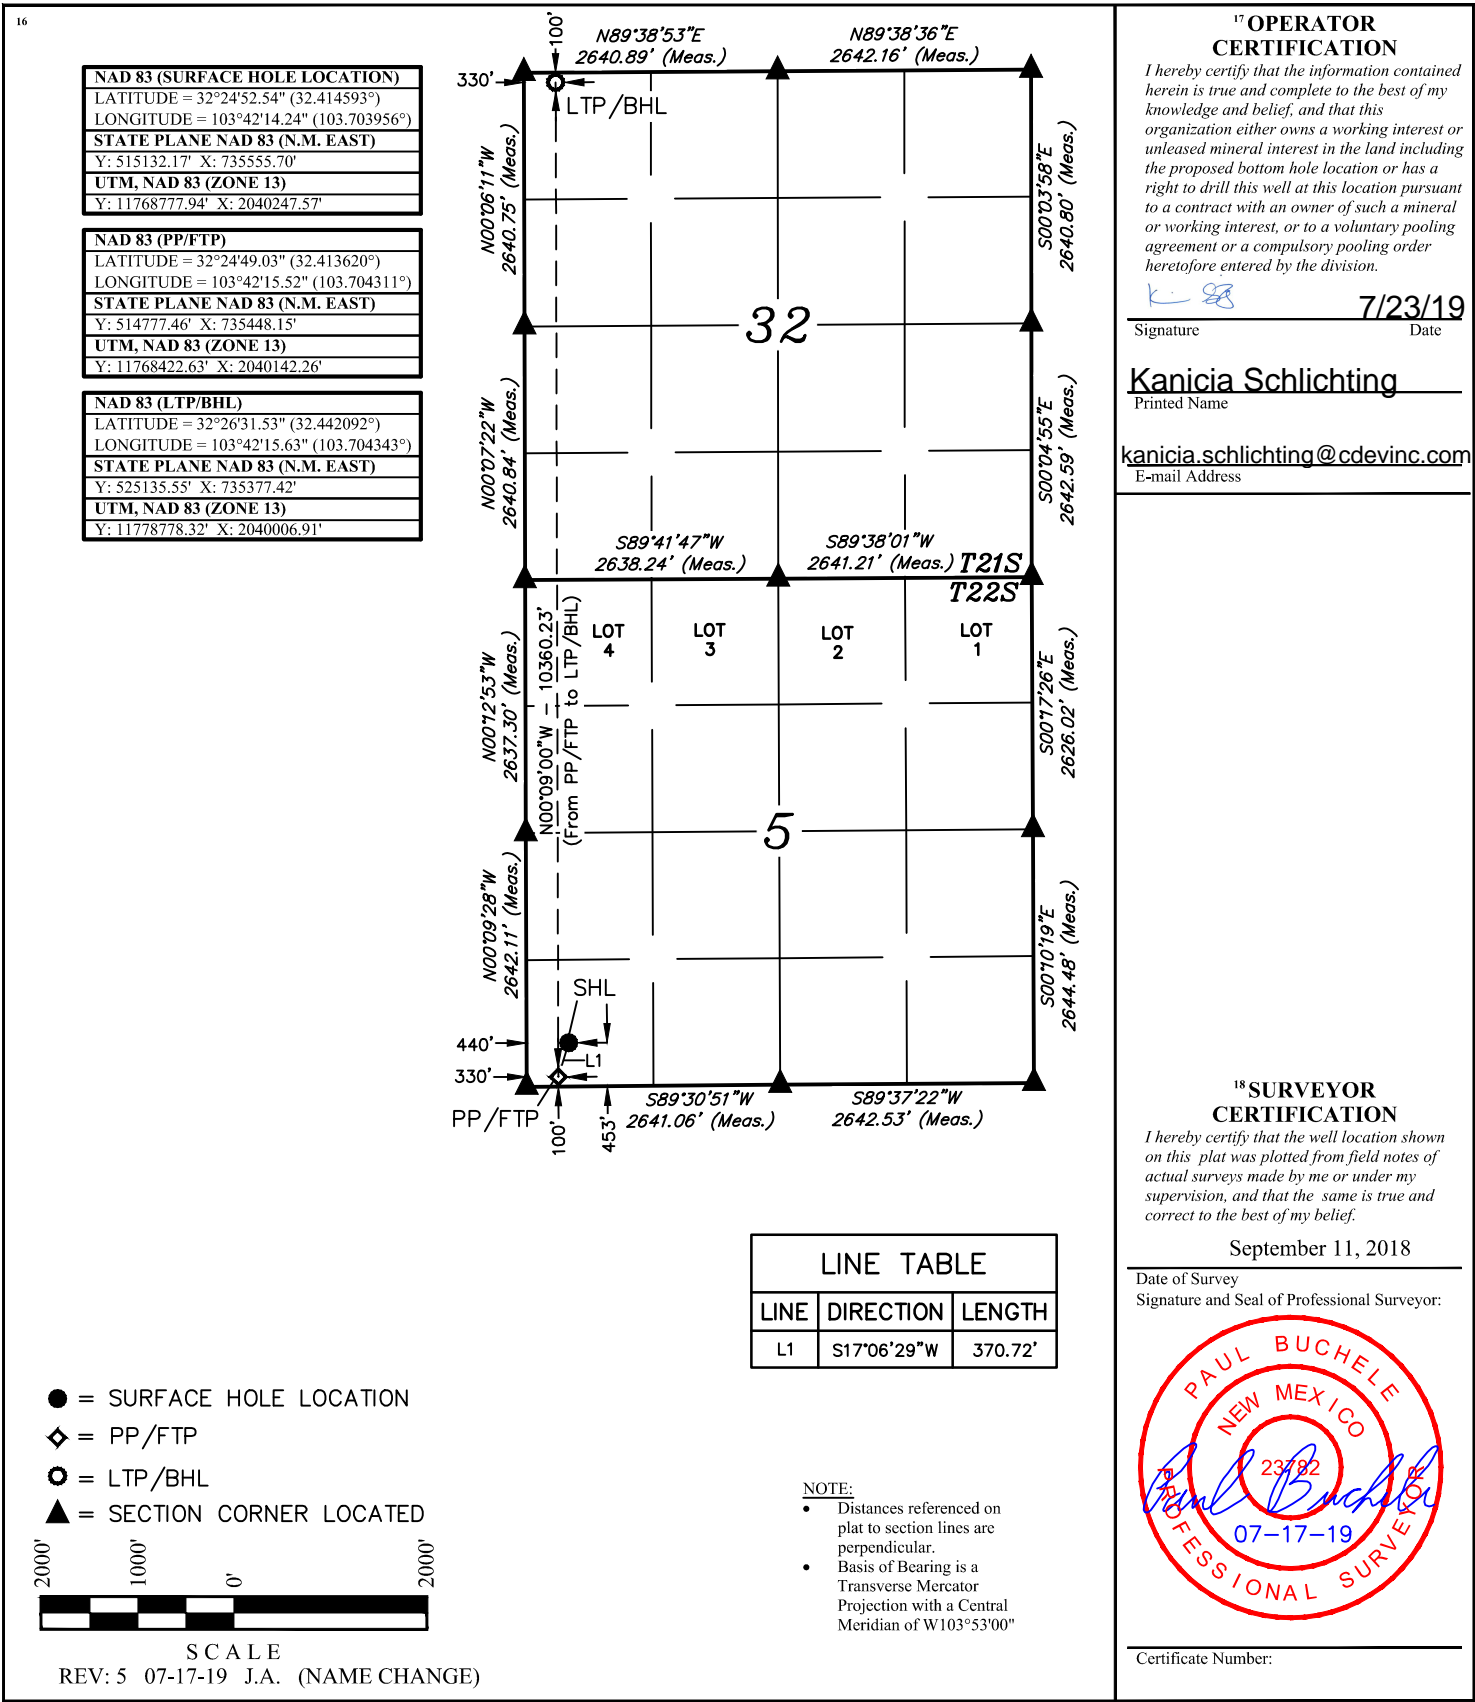 16
NAD 83 (SURFACE HOLE LOCATION)
LATITUDE = 32°24'52.54" (32.414593°)
LONGITUDE = 103°42'14.24" (103.703956°)
STATE PLANE NAD 83 (N.M. EAST)
Y: 515132.17' X: 735555.70'
UTM, NAD 83 (ZONE 13)
Y: 11768777.94' X: 2040247.57'
NAD 83 (PP/FTP)
LATITUDE = 32°24'49.03" (32.413620°)
LONGITUDE = 103°42'15.52" (103.704311°)
STATE PLANE NAD 83 (N.M. EAST)
Y: 514777.46' X: 735448.15'
UTM, NAD 83 (ZONE 13)
Y: 11768422.63' X: 2040142.26'
NAD 83 (LTP/BHL)
LATITUDE = 32°26'31.53" (32.442092°)
LONGITUDE = 103°42'15.63" (103.704343°)
STATE PLANE NAD 83 (N.M. EAST)
Y: 525135.55' X: 735377.42'
UTM, NAD 83 (ZONE 13)
Y: 11778778.32' X: 2040006.91'
100'
N89°38'53"E
2640.89' (Meas.)
N89°38'36"E
2642.16' (Meas.)
330'
LTP/BHL
N00°06'11"W
2640.75' (Meas.)
S00°03'58"E
2640.80' (Meas.)
32
N00°07'22"W
2640.84' (Meas.)
S00°04'55"E
2642.59' (Meas.)
S89°41'47"W
2638.24' (Meas.)
S89°38'01"W
2641.21' (Meas.)
T21S
T22S
LOT
4
LOT
3
LOT
2
LOT
1
N00°12'53"W
2637.30' (Meas.)
N00°09'00"W – 10360.23'
(From PP/FTP to LTP/BHL)
S00°17'26"E
2626.02' (Meas.)
5
N00°09'28"W
2642.11' (Meas.)
S00°10'19"E
2644.48' (Meas.)
SHL
440'
L1
330'
PP/FTP
100'
453'
S89°30'51"W
2641.06' (Meas.)
S89°37'22"W
2642.53' (Meas.)
LINE TABLE
LINE DIRECTION LENGTH
L1 S17°06'29"W 370.72'
● = SURFACE HOLE LOCATION
= PP/FTP
= LTP/BHL
▲ = SECTION CORNER LOCATED
2000' 1000' 0' 2000'
SCALE
REV: 5 07-17-19 J.A. (NAME CHANGE)
NOTE:
• Distances referenced on
plat to section lines are
perpendicular.
• Basis of Bearing is a
Transverse Mercator
Projection with a Central
Meridian of W103°53'00"
17 OPERATOR
CERTIFICATION
I hereby certify that the information contained
herein is true and complete to the best of my
knowledge and belief, and that this
organization either owns a working interest or
unleased mineral interest in the land including
the proposed bottom hole location or has a
right to drill this well at this location pursuant
to a contract with an owner of such a mineral
or working interest, or to a voluntary pooling
agreement or a compulsory pooling order
heretofore entered by the division.
7/23/19
Signature Date
Kanicia Schlichting
Printed Name
kanicia.schlichting@cdevinc.com
E-mail Address
18 SURVEYOR
CERTIFICATION
I hereby certify that the well location shown
on this plat was plotted from field notes of
actual surveys made by me or under my
supervision, and that the same is true and
correct to the best of my belief.
September 11, 2018
Date of Survey
Signature and Seal of Professional Surveyor:
PAUL BUCHELE
NEW MEXICO
23782
Paul Buchele
07-17-19
PROFESSIONAL SURVEYOR
Certificate Number: